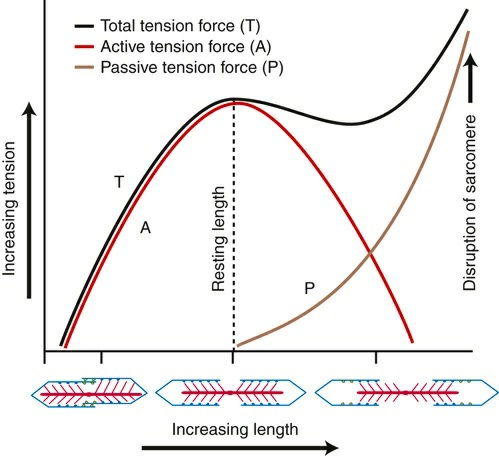 Total tension force (T)
Active tension force (A)
Passive tension force (P)
Increasing tension
T
A
Resting length
P
Disruption of sarcomere
Increasing length